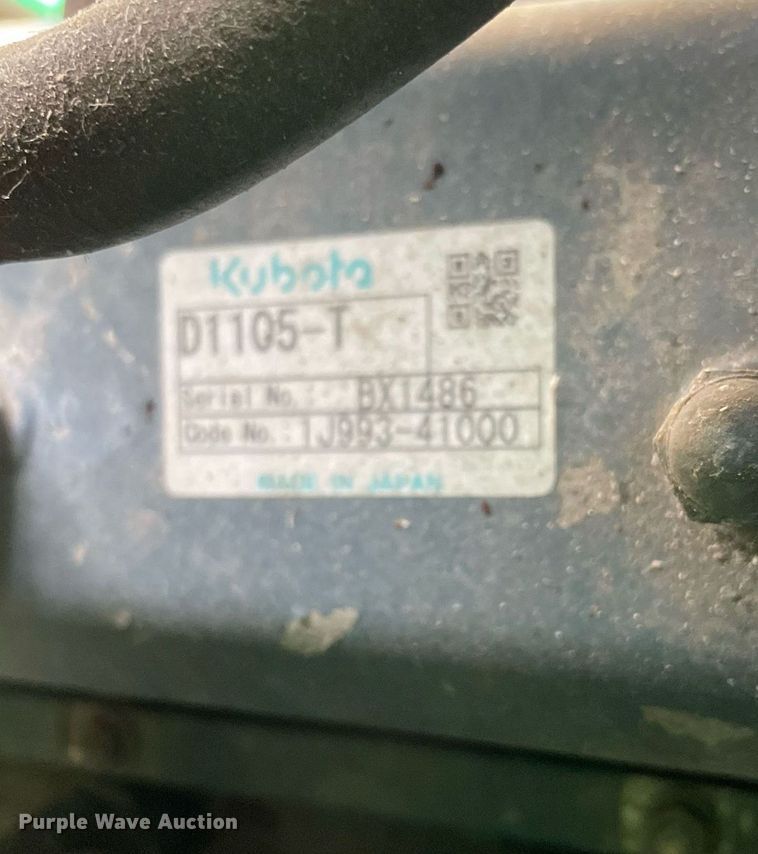 Kubota
D1105-T
Serial No.: BX1486
Code No.: 1J993-41000
MADE IN JAPAN
Purple Wave Auction